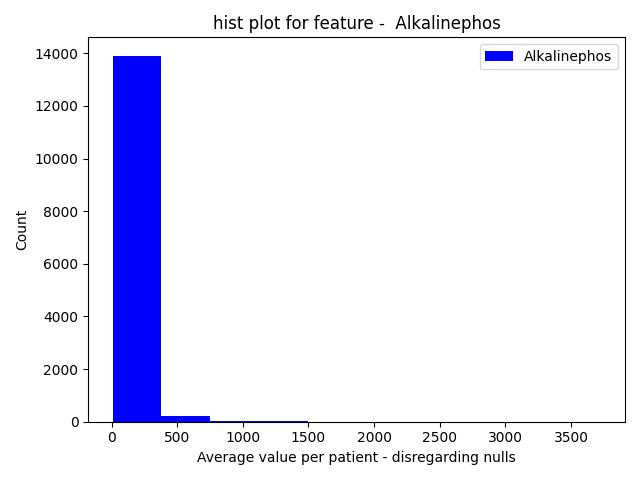 hist plot for feature -  Alkalinephos
Alkalinephos
14000
12000
10000
8000
6000
4000
2000
0
Count
0 500 1000 1500 2000 2500 3000 3500
Average value per patient - disregarding nulls